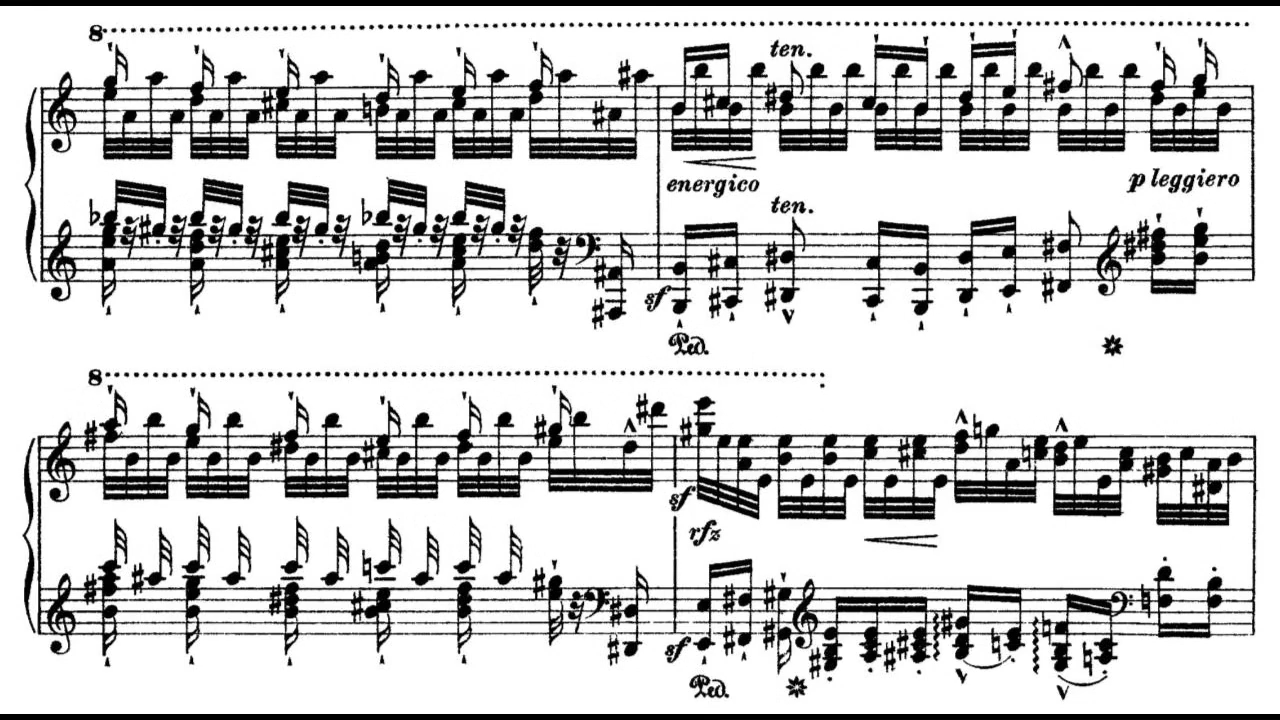 8
ten.
energico
p leggiero
ten.
sf
Ped.
8
sf
rfz
sf
Ped.